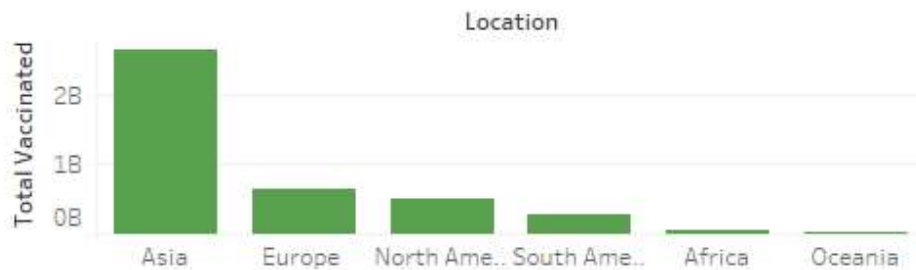 Location
Total Vaccinated
2B
1B
0B
Asia Europe North Ame.. South Ame.. Africa Oceania